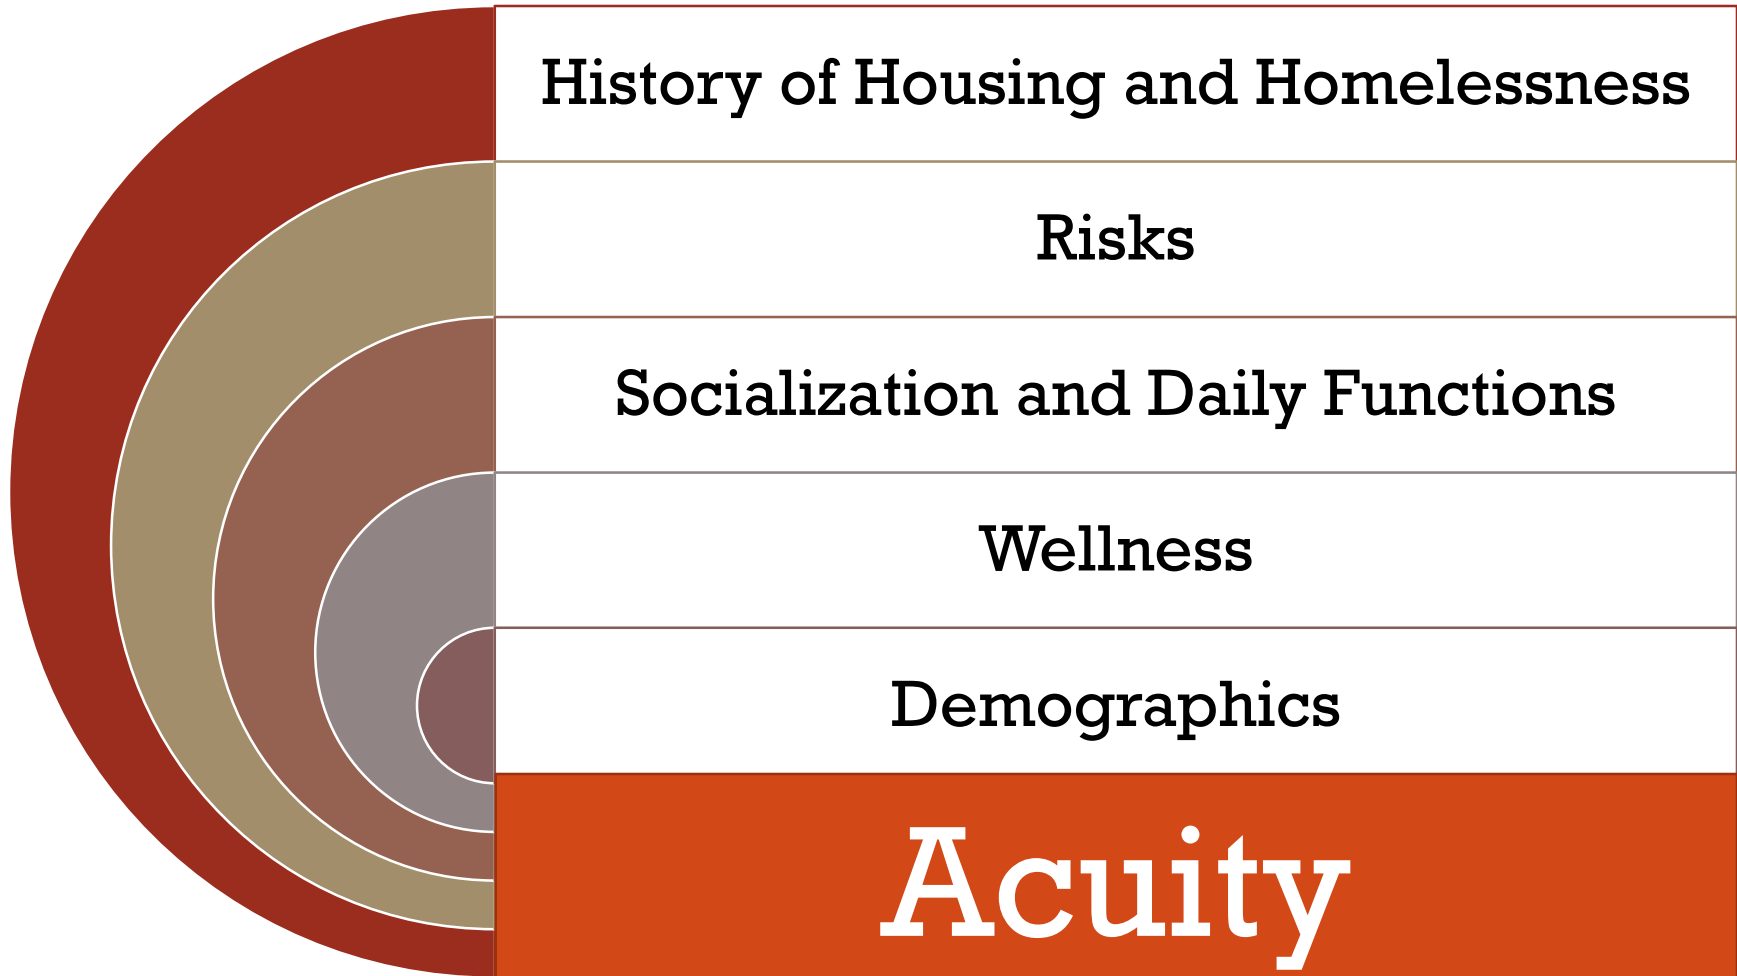 History of Housing and Homelessness
Risks
Socialization and Daily Functions
Wellness
Demographics
Acuity